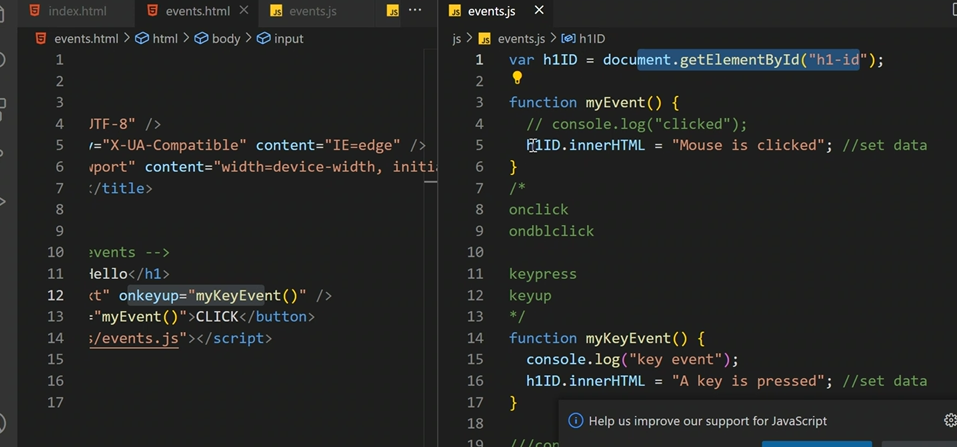 index.html events.html events.js ...
events.html > html > body > input
1
2
3
4 UTF-8" />
5 ="X-UA-Compatible" content="IE=edge" />
6 wport" content="width=device-width, initia
7 </title>
8
9
10 events -->
11 Hello</h1>
12 xt" onkeyup="myKeyEvent()" />
13 ="myEvent()">CLICK</button>
14 s/events.js"></script>
15
16
17
events.js
js > events.js > h1ID
1 var h1ID = document.getElementById("h1-id");
2
3 function myEvent() {
4 // console.log("clicked");
5 h1ID.innerHTML = "Mouse is clicked"; //set data
6 }
7 /*
8 onclick
9 ondblclick
10
11 keypress
12 keyup
13 */
14 function myKeyEvent() {
15 console.log("key event");
16 h1ID.innerHTML = "A key is pressed"; //set data
17 }
18
19 ///con
Help us improve our support for JavaScript